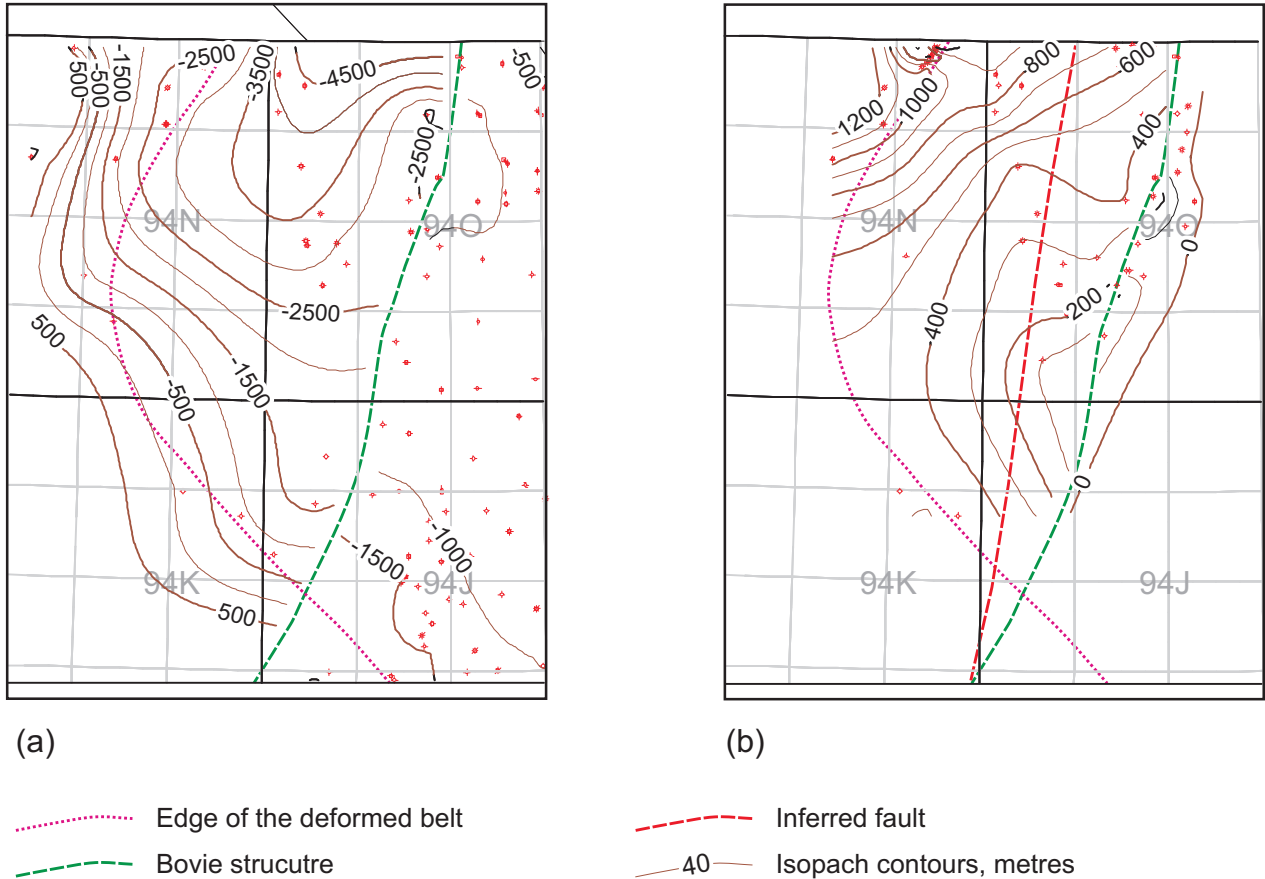 500
-500
-1500
-2500
-3500
-4500
-500
-2500
94N
94O
-2500
500
-1500
-500
-1000
-1500
94K
94J
500
-800
-600
1200
1000
400
94N
94O
0
200
400
0
94K
94J
(a)
(b)
Edge of the deformed belt
Inferred fault
Bovie strucutre
40
Isopach contours, metres